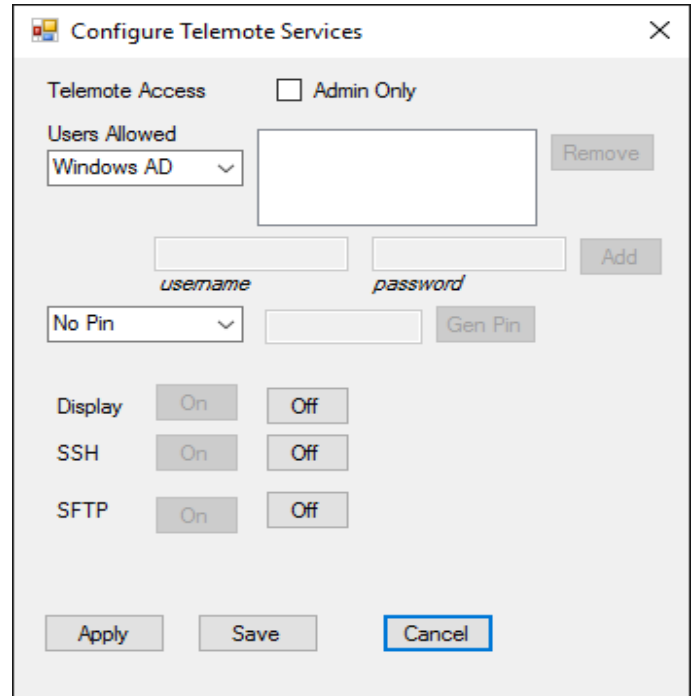 Configure Telemote Services
Telemote Access Admin Only
Users Allowed
Windows AD Remove
Add
username password
No Pin Gen Pin
Display On Off
SSH On Off
SFTP On Off
Apply Save Cancel